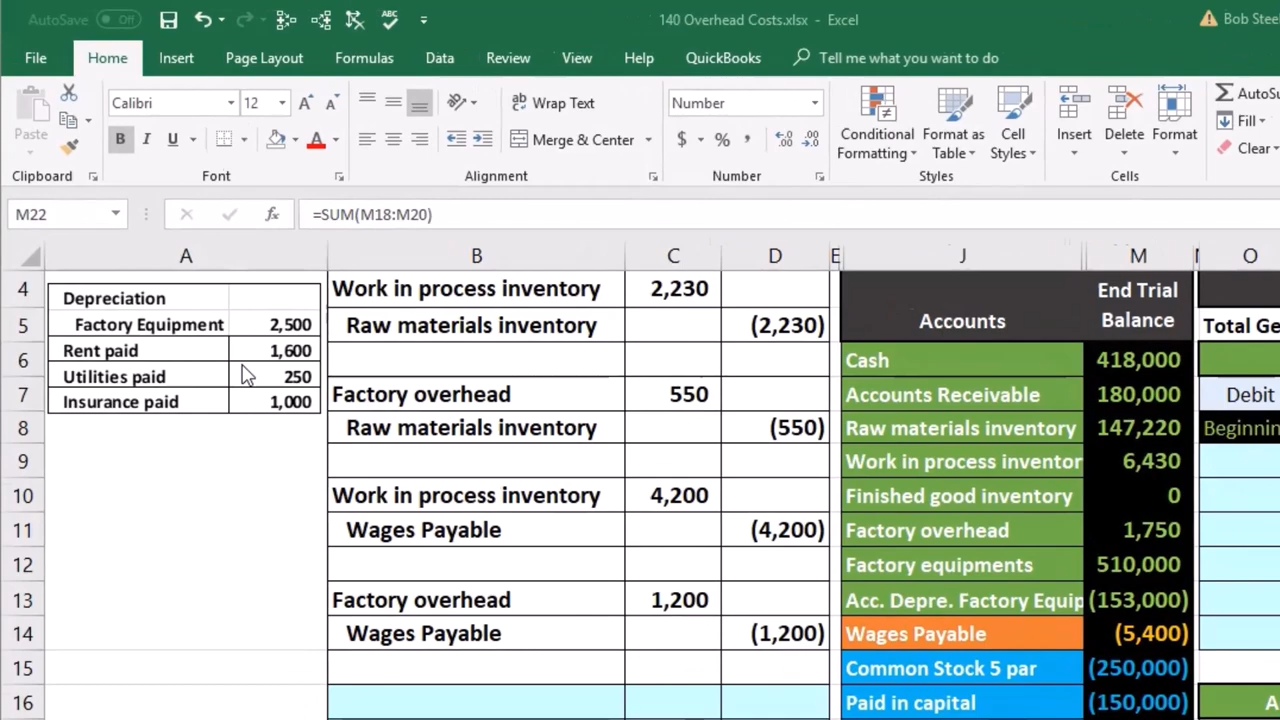 AutoSave Off 140 Overhead Costs.xlsx - Excel Bob Steel
File Home Insert Page Layout Formulas Data Review View Help QuickBooks Tell me what you want to do
Paste Calibri 12 Wrap Text Number Conditional Format as Cell Insert Delete Format AutoSu
B I U Merge & Center $ % Formatting Table Styles Fill Clear
Clipboard Font Alignment Number Styles Cells
M22 fx =SUM(M18:M20)
A B C D E J M N O
4 Depreciation Work in process inventory 2,230 Accounts End Trial Balance
5 Factory Equipment 2,500 Raw materials inventory (2,230) Total Ge
6 Rent paid 1,600 Cash 418,000
7 Utilities paid 250 Factory overhead 550 Accounts Receivable 180,000 Debit
8 Insurance paid 1,000 Raw materials inventory (550) Raw materials inventory 147,220 Beginnin
9 Work in process inventor 6,430
10 Work in process inventory 4,200 Finished good inventory 0
11 Wages Payable (4,200) Factory overhead 1,750
12 Factory equipments 510,000
13 Factory overhead 1,200 Acc. Depre. Factory Equip (153,000)
14 Wages Payable (1,200) Wages Payable (5,400)
15 Common Stock 5 par (250,000)
16 Paid in capital (150,000) A